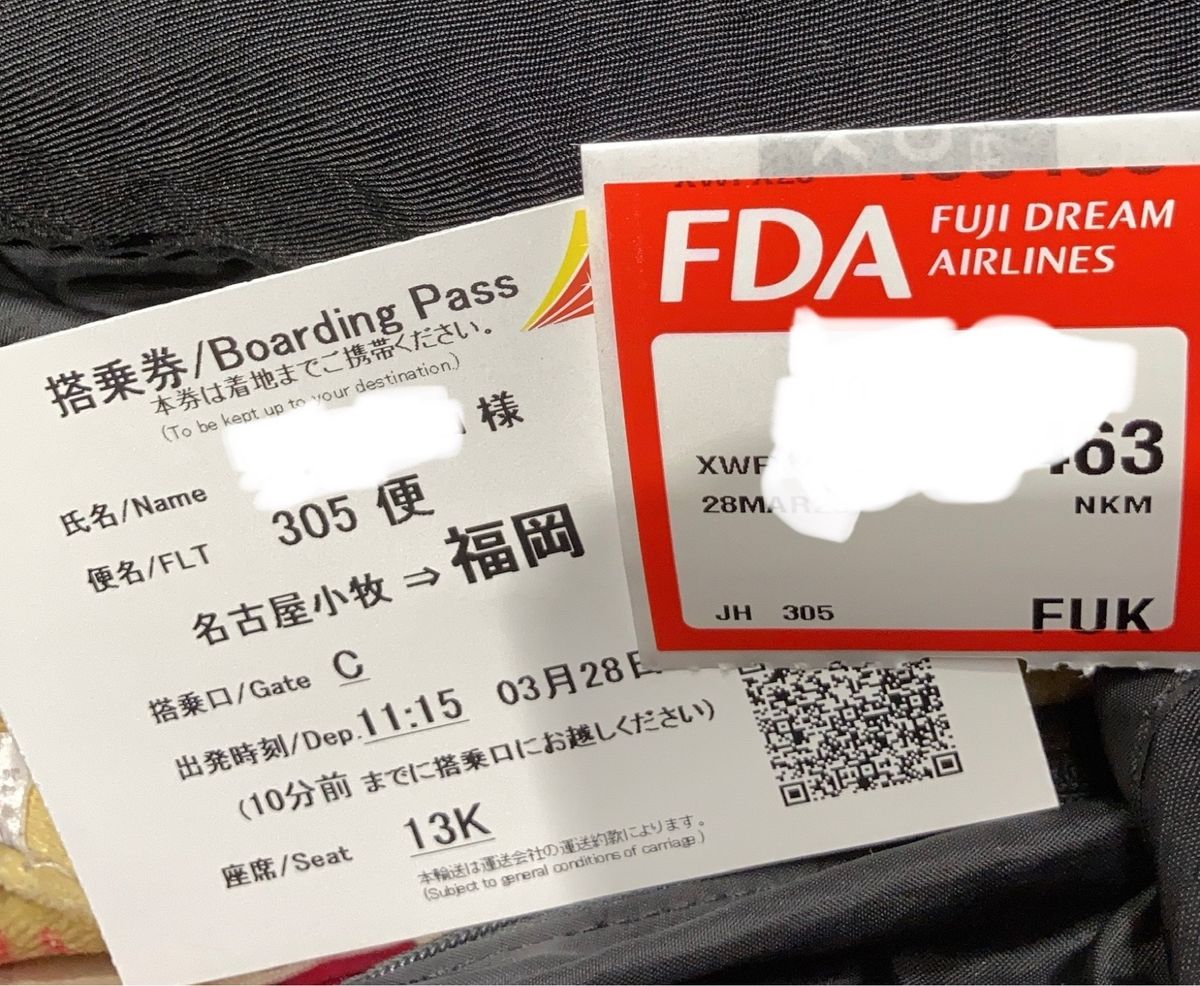 搭乗券/Boarding Pass
本券は着地までご携帯ください。
(To be kept up to your destination.)
氏名/Name 様
便名/FLT 305 便
名古屋小牧 ⇒ 福岡
搭乗口/Gate C
出発時刻/Dep. 11:15 03月28日
(10分前 までに搭乗口にお越しください)
座席/Seat 13K
本輸送は運送会社の運送約款によります。
(Subject to general conditions of carriage.)
FDA FUJI DREAM
AIRLINES
63
28MAR
NKM
JH 305 FUK